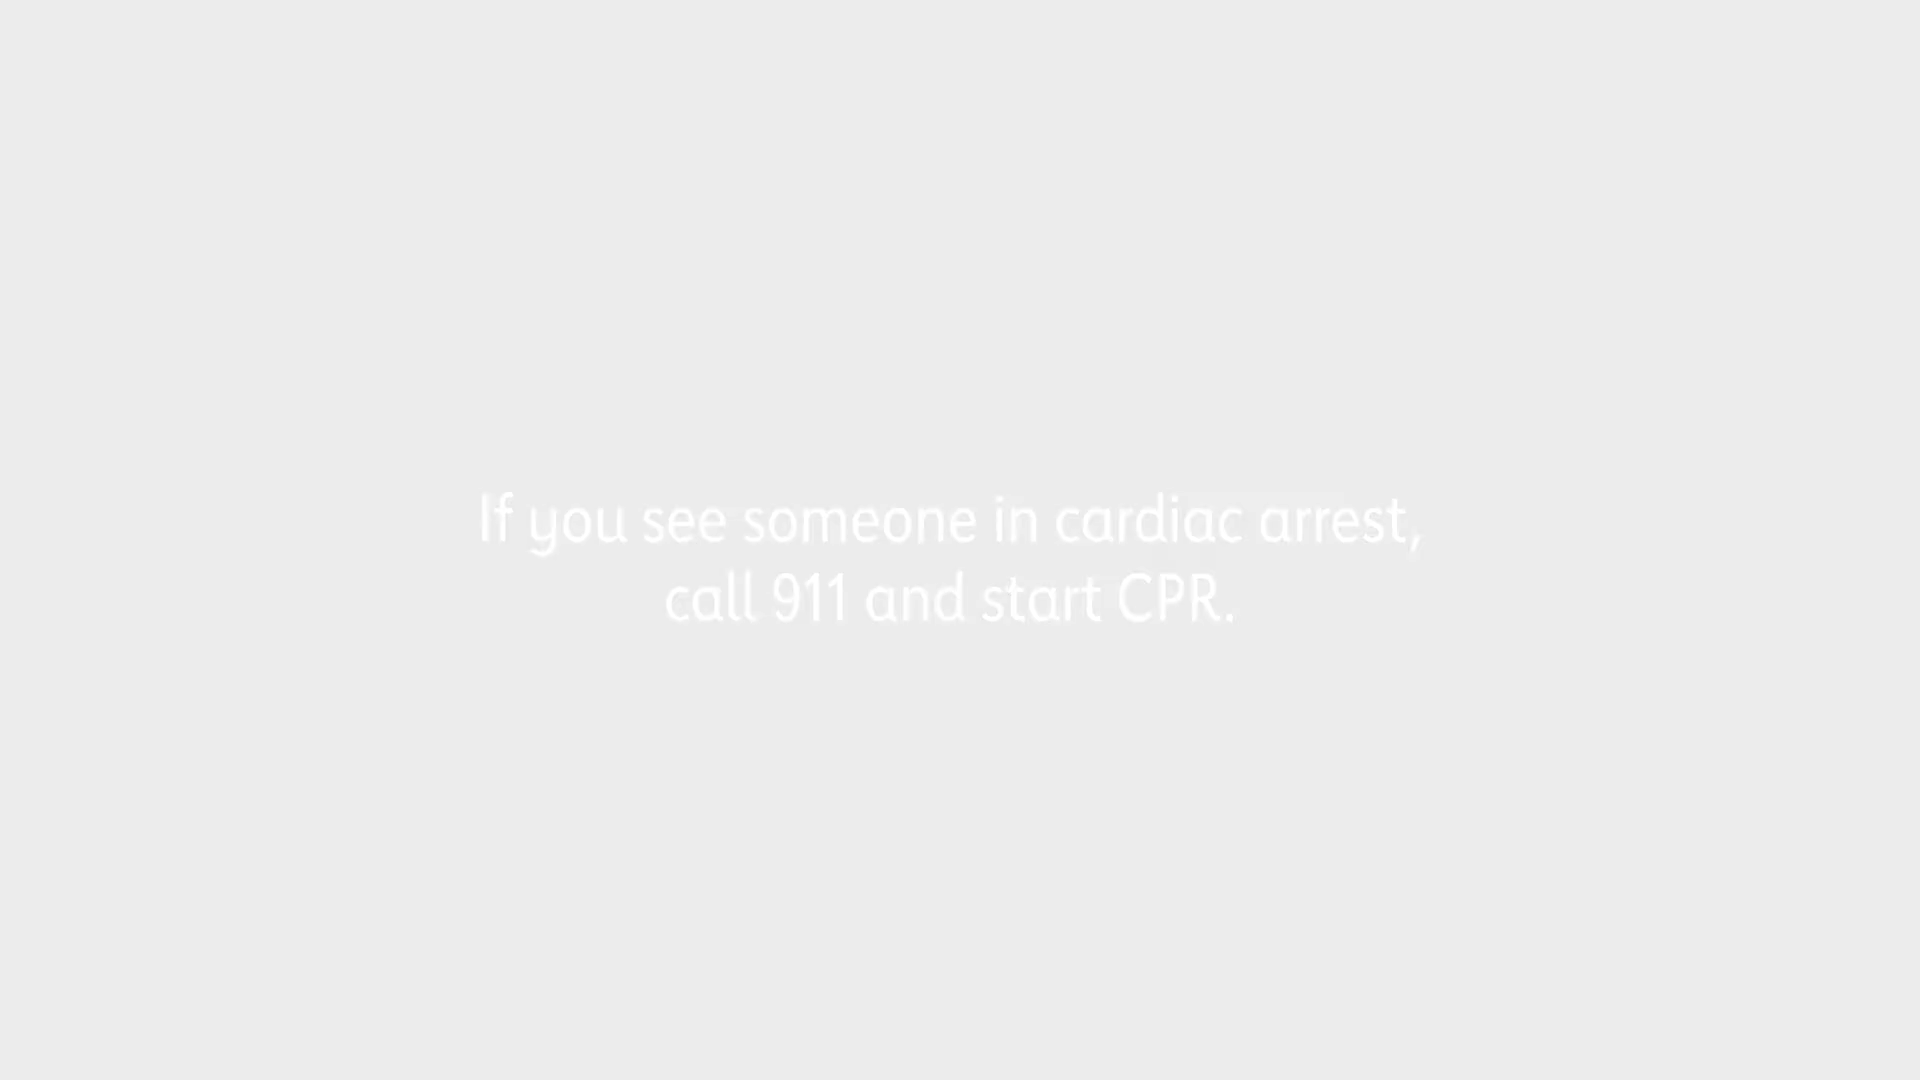 If you see someone in cardiac arrest,
call 911 and start CPR.